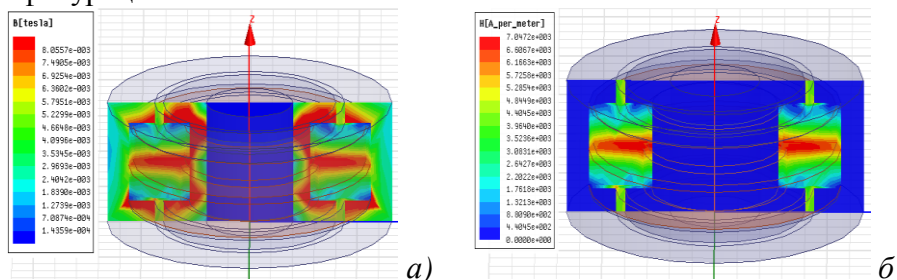 B[tesla]
8.0557e-003
7.4905e-003
6.9254e-003
6.3602e-003
5.7951e-003
5.2299e-003
4.6648e-003
4.0996e-003
3.5345e-003
2.9693e-003
2.4042e-003
1.8390e-003
1.2739e-003
7.0874e-004
1.4359e-004
Z
а)
H[A_per_meter]
7.0472e+003
6.6067e+003
6.1663e+003
5.7258e+003
5.2854e+003
4.8449e+003
4.4045e+003
3.9640e+003
3.5236e+003
3.0831e+003
2.6427e+003
2.2022e+003
1.7618e+003
1.3213e+003
8.8090e+002
4.4045e+002
0.0000e+000
Z
б